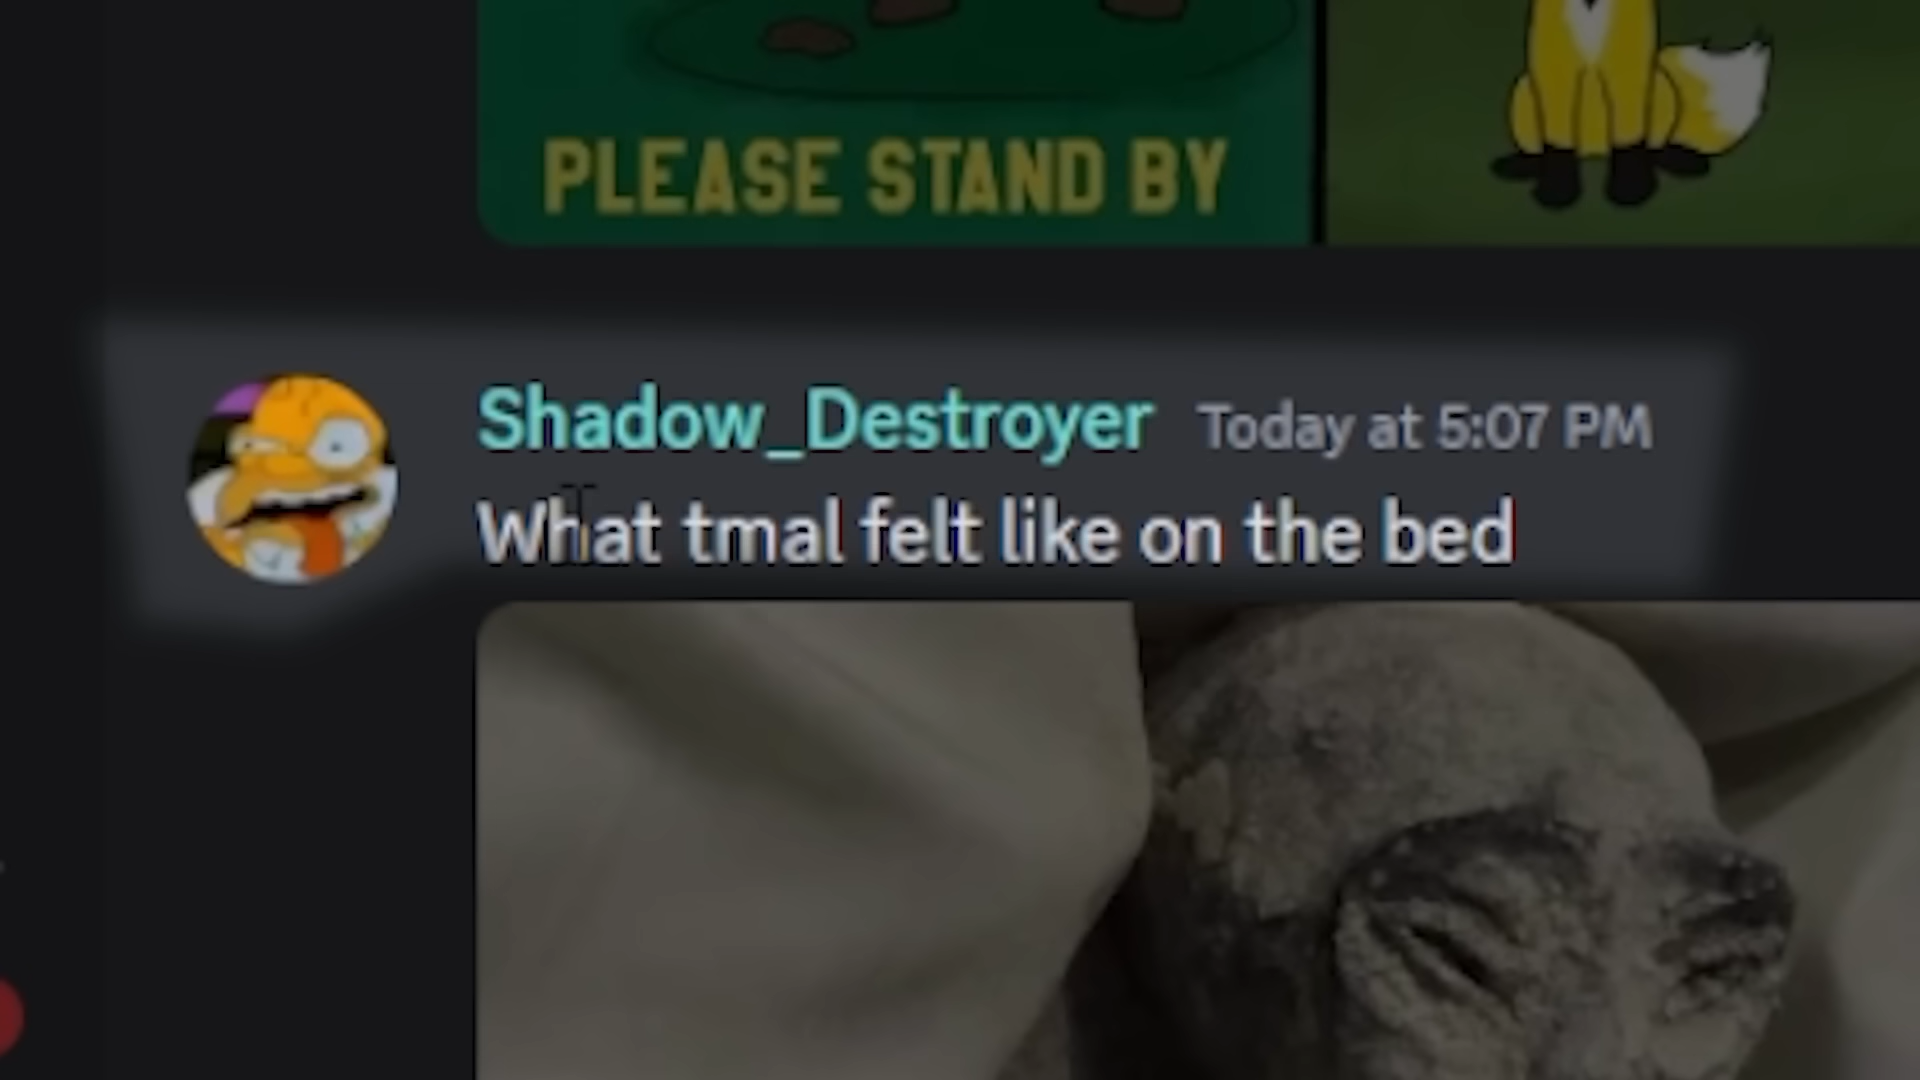 PLEASE STAND BY
Shadow_Destroyer Today at 5:07 PM
What tmal felt like on the bed